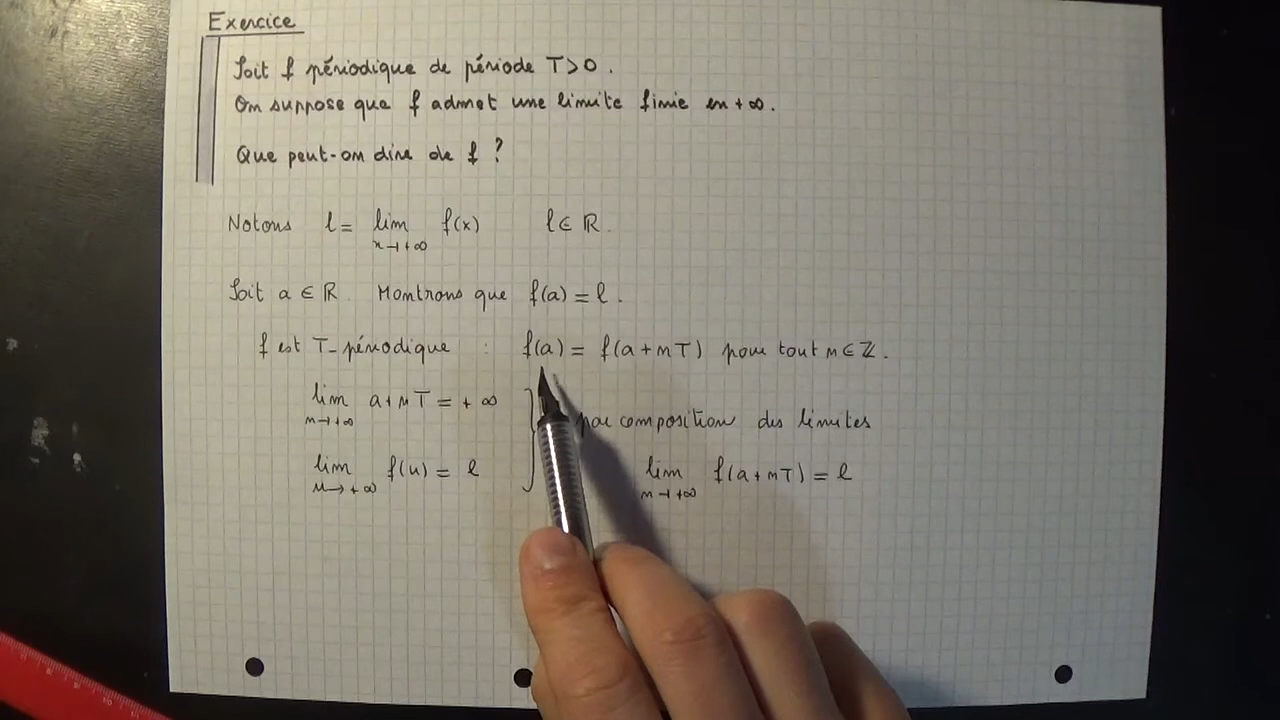 Exercice
Soit f périodique de période T>0.
On suppose que f admet une limite finie en +∞.
Que peut-on dire de f ?
Notons l = lim f(x) l ∈ ℝ.
x→+∞
Soit a ∈ ℝ. Montrons que f(a) = l.
f est T-périodique : f(a) = f(a+nT) pour tout n ∈ ℤ.
lim a+nT = +∞
n→+∞
par composition des limites
lim f(u) = l lim f(a+nT) = l
u→+∞ n→+∞